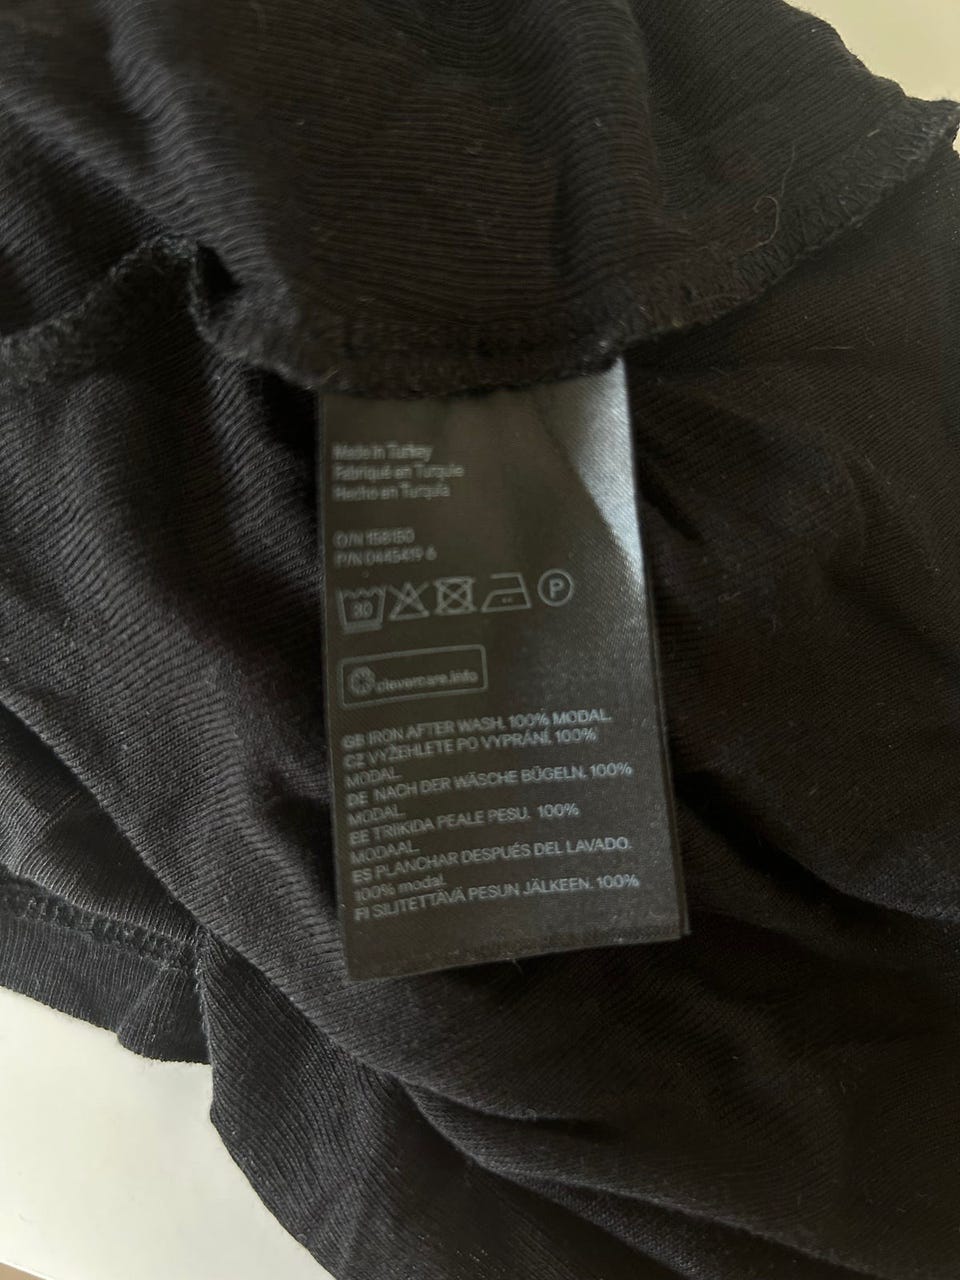 Made in Turkey
Fabriqué en Turquie
Hecho en Turquía
O/N 158150
P/N 0445419 6
30
P
clevercare.info
GB IRON AFTER WASH. 100% MODAL.
CZ VYŽEHLETE PO VYPRÁNÍ. 100%
MODAL.
DE NACH DER WÄSCHE BÜGELN. 100%
MODAL.
EE TRIIKIDA PEALE PESU. 100%
MODAAL
ES PLANCHAR DESPUÉS DEL LAVADO.
100% modal.
FI SILITETTÄVÄ PESUN JÄLKEEN. 100%